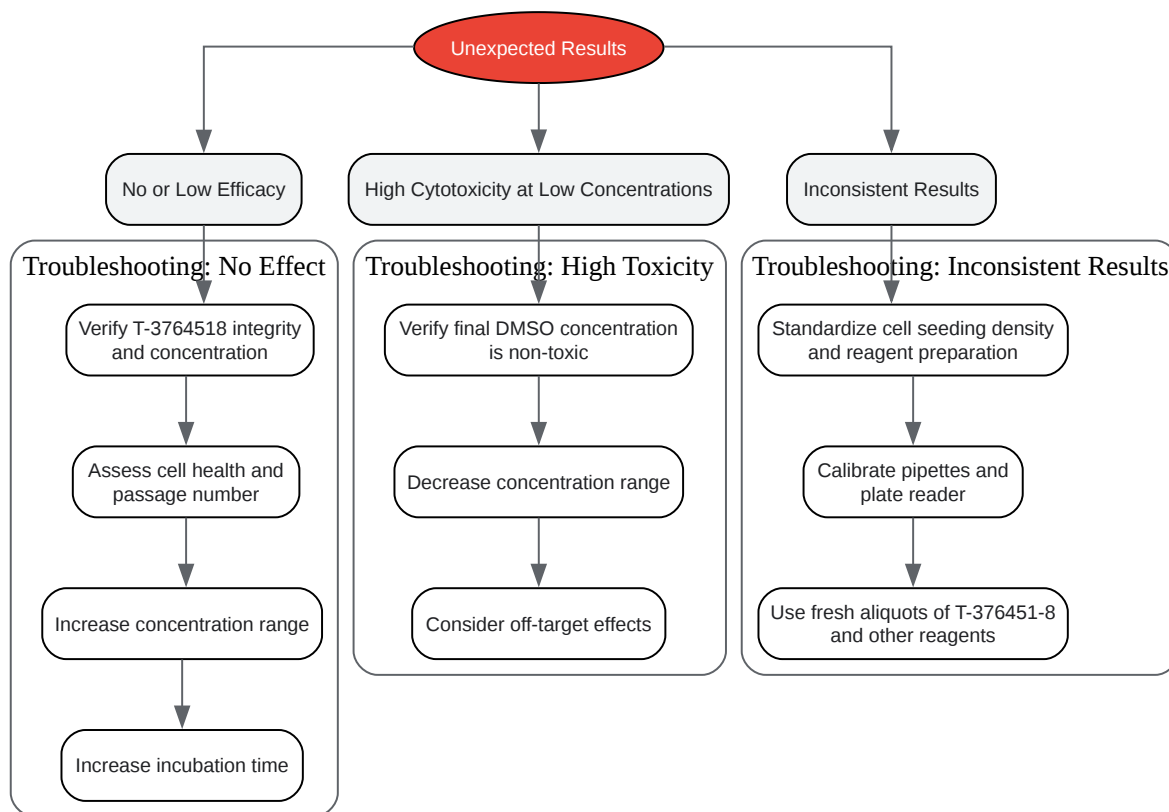 Unexpected Results
No or Low Efficacy
High Cytotoxicity at Low Concentrations
Inconsistent Results
Troubleshooting: No Effect
Verify T-3764518 integrity
and concentration
Assess cell health and
passage number
Increase concentration range
Increase incubation time
Troubleshooting: High Toxicity
Verify final DMSO concentration
is non-toxic
Decrease concentration range
Consider off-target effects
Troubleshooting: Inconsistent Results
Standardize cell seeding density
and reagent preparation
Calibrate pipettes and
plate reader
Use fresh aliquots of T-376451-8
and other reagents